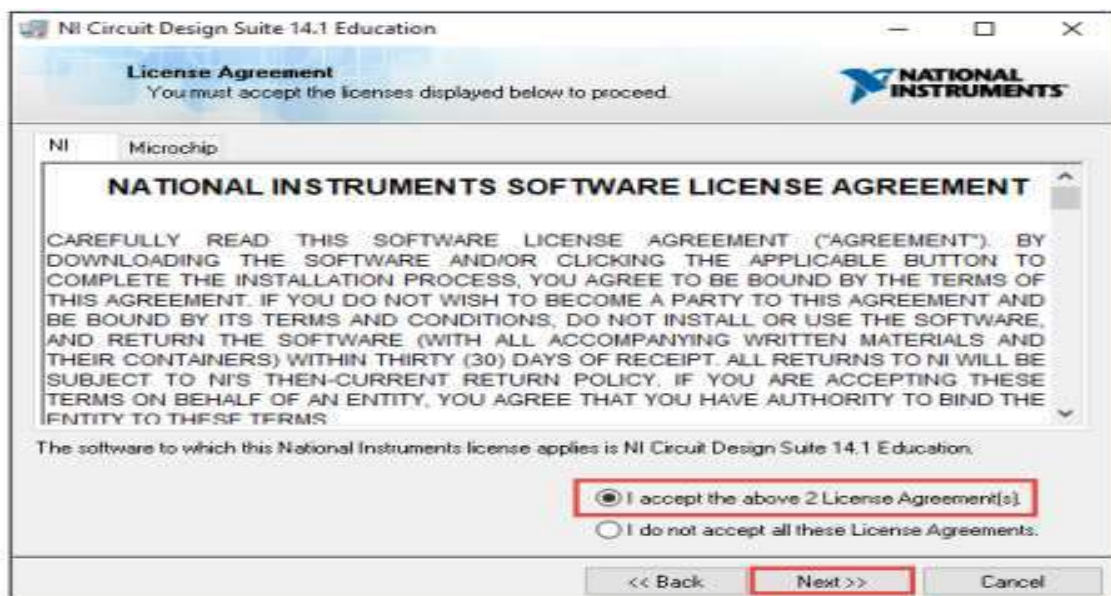 NI Circuit Design Suite 14.1 Education
License Agreement
You must accept the licenses displayed below to proceed.
NATIONAL
INSTRUMENTS
NI
Microchip
NATIONAL INSTRUMENTS SOFTWARE LICENSE AGREEMENT
CAREFULLY READ THIS SOFTWARE LICENSE AGREEMENT ("AGREEMENT"). BY
DOWNLOADING THE SOFTWARE AND/OR CLICKING THE APPLICABLE BUTTON TO
COMPLETE THE INSTALLATION PROCESS, YOU AGREE TO BE BOUND BY THE TERMS OF
THIS AGREEMENT. IF YOU DO NOT WISH TO BECOME A PARTY TO THIS AGREEMENT AND
BE BOUND BY ITS TERMS AND CONDITIONS, DO NOT INSTALL OR USE THE SOFTWARE,
AND RETURN THE SOFTWARE (WITH ALL ACCOMPANYING WRITTEN MATERIALS AND
THEIR CONTAINERS) WITHIN THIRTY (30) DAYS OF RECEIPT. ALL RETURNS TO NI WILL BE
SUBJECT TO NI'S THEN-CURRENT RETURN POLICY. IF YOU ARE ACCEPTING THESE
TERMS ON BEHALF OF AN ENTITY, YOU AGREE THAT YOU HAVE AUTHORITY TO BIND THE
ENTITY TO THESE TERMS
The software to which this National Instruments license applies is NI Circuit Design Suite 14.1 Education.
I accept the above 2 License Agreement(s).
I do not accept all these License Agreements.
<< Back
Next >>
Cancel